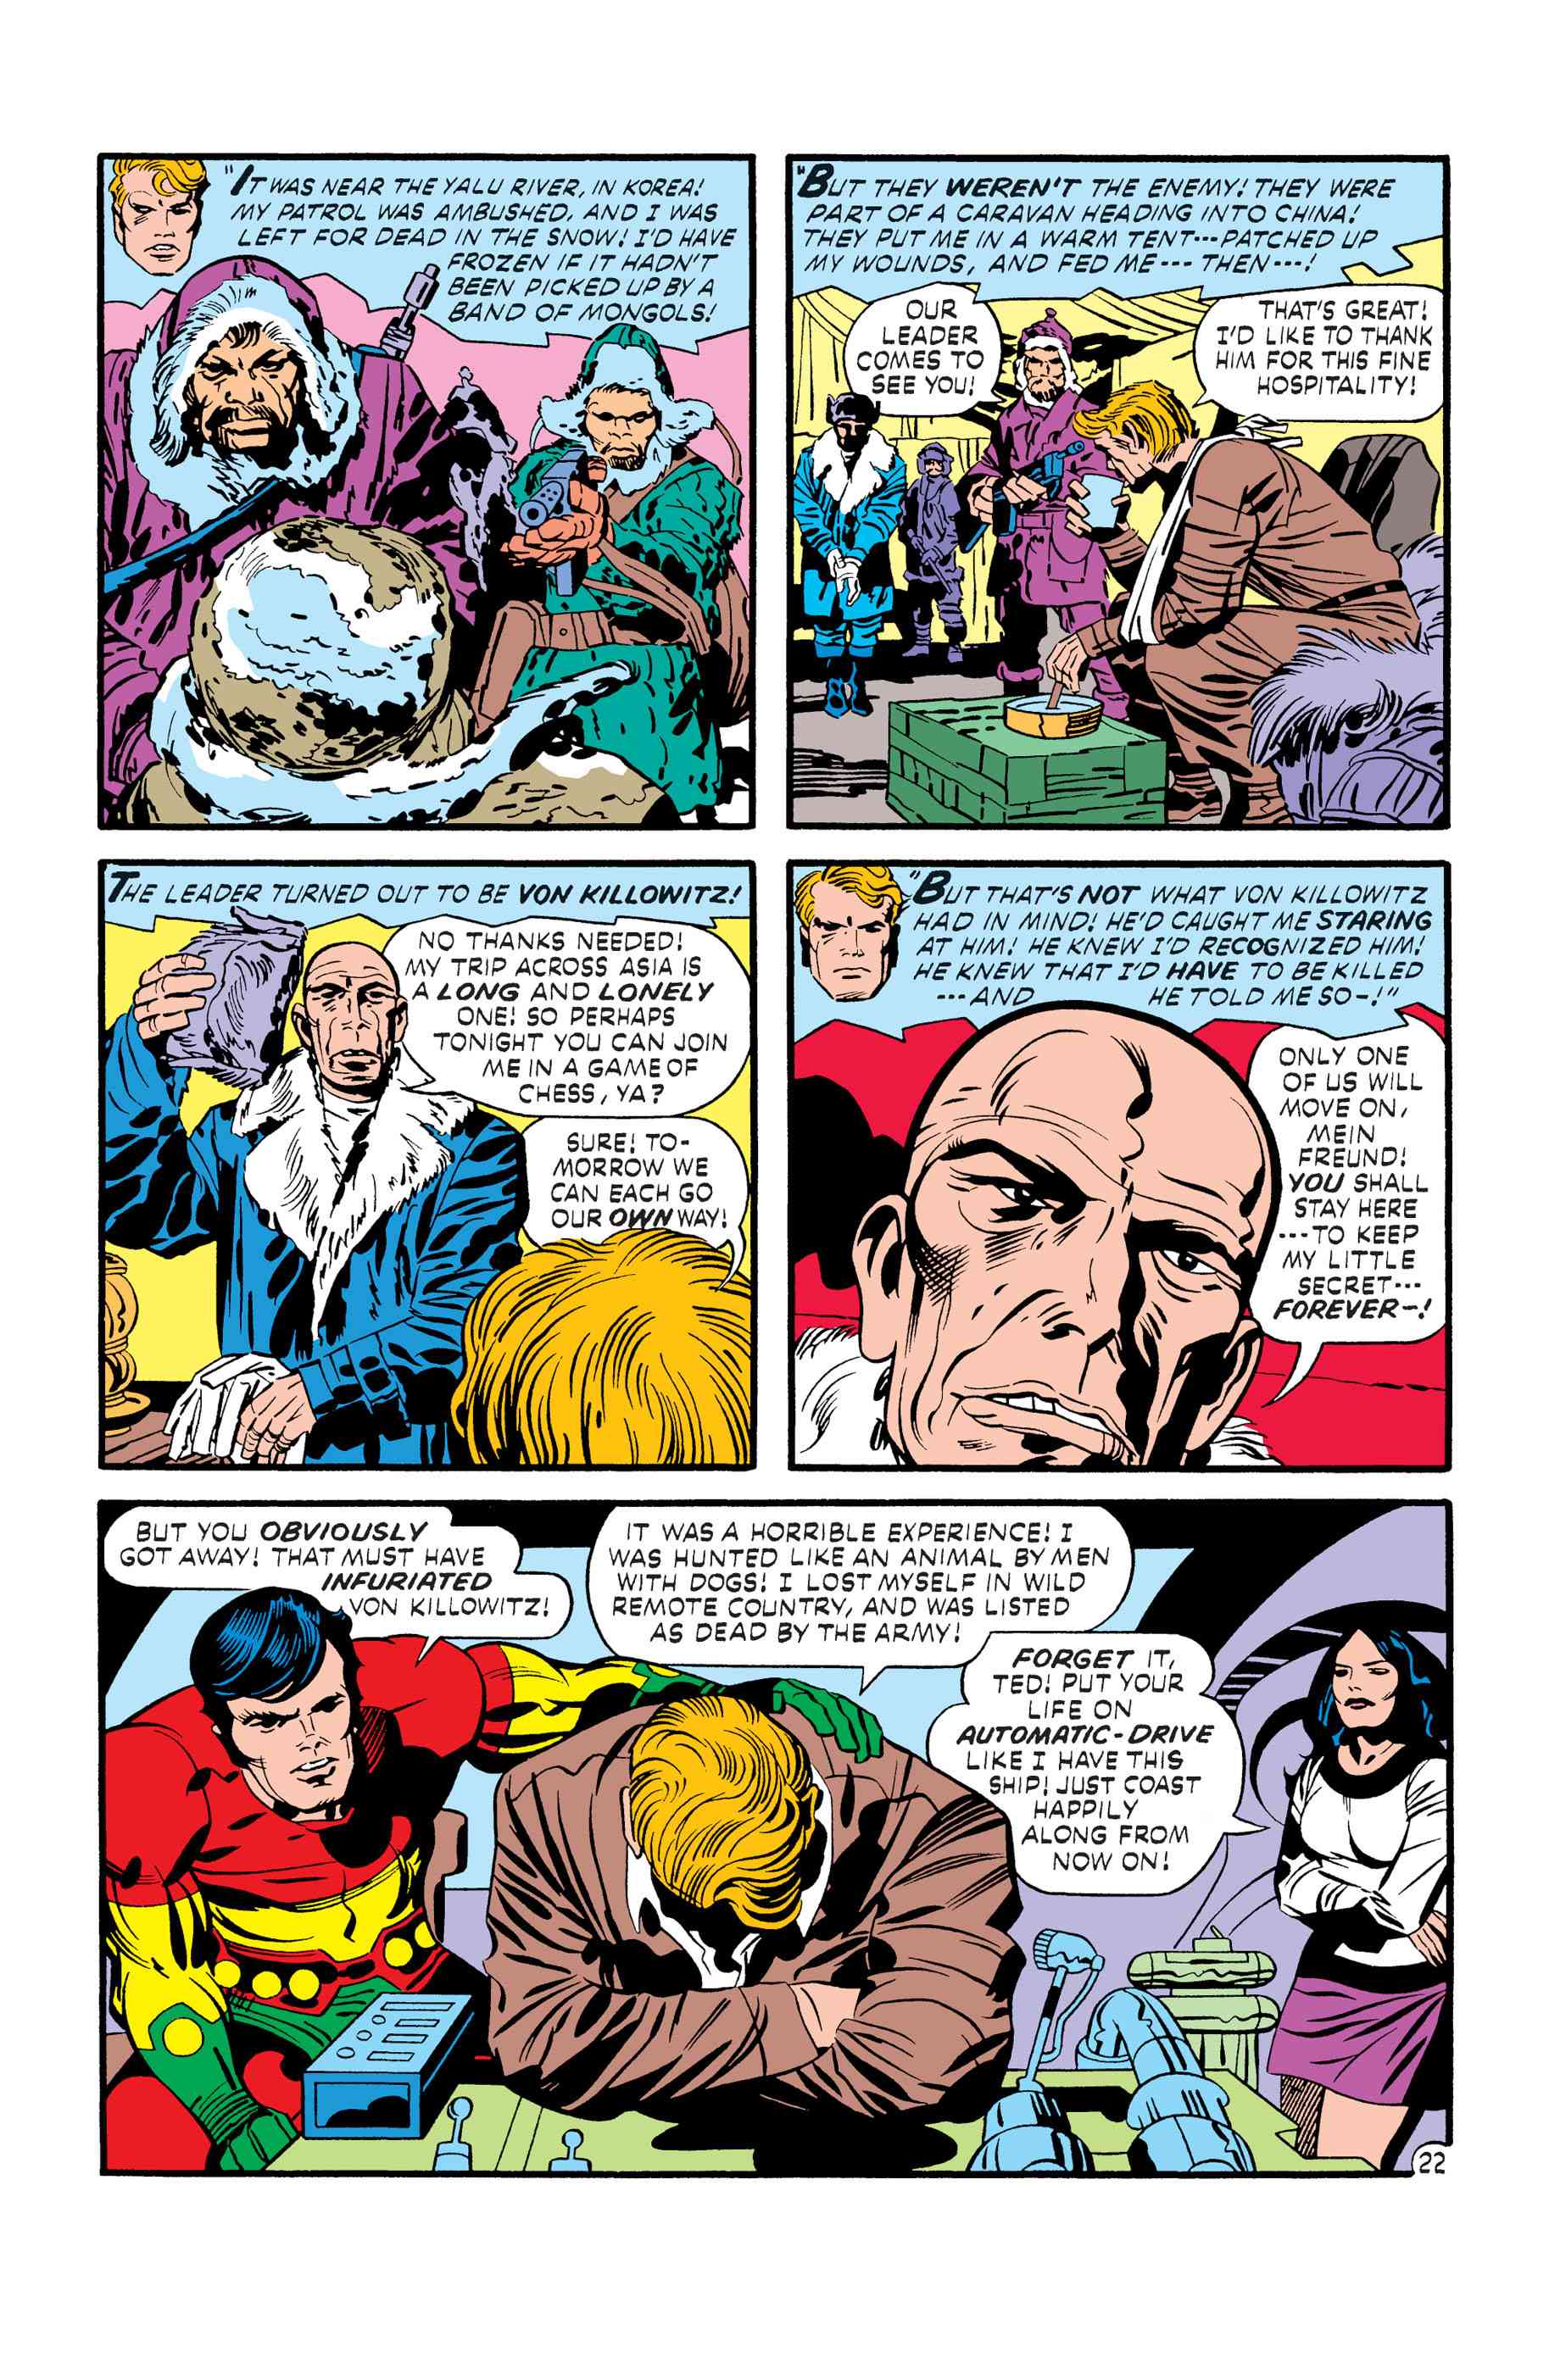 "IT WAS NEAR THE YALU RIVER, IN KOREA!
MY PATROL WAS AMBUSHED, AND I WAS
LEFT FOR DEAD IN THE SNOW! I'D HAVE
FROZEN IF IT HADN'T
BEEN PICKED UP BY A
BAND OF MONGOLS!
"BUT THEY WEREN'T THE ENEMY! THEY WERE
PART OF A CARAVAN HEADING INTO CHINA!
THEY PUT ME IN A WARM TENT---PATCHED UP
MY WOUNDS, AND FED ME--- THEN---!
OUR
LEADER
COMES TO
SEE YOU!
THAT'S GREAT!
I'D LIKE TO THANK
HIM FOR THIS FINE
HOSPITALITY!
THE LEADER TURNED OUT TO BE VON KILLOWITZ!
NO THANKS NEEDED!
MY TRIP ACROSS ASIA IS
A LONG AND LONELY
ONE! SO PERHAPS
TONIGHT YOU CAN JOIN
ME IN A GAME OF
CHESS, YA?
SURE! TO-
MORROW WE
CAN EACH GO
OUR OWN WAY!
"BUT THAT'S NOT WHAT VON KILLOWITZ
HAD IN MIND! HE'D CAUGHT ME STARING
AT HIM! HE KNEW I'D RECOGNIZED HIM!
HE KNEW THAT I'D HAVE TO BE KILLED
---AND HE TOLD ME SO-!"
ONLY ONE
OF US WILL
MOVE ON,
MEIN
FREUND!
YOU SHALL
STAY HERE
---TO KEEP
MY LITTLE
SECRET---
FOREVER-!
BUT YOU OBVIOUSLY
GOT AWAY! THAT MUST HAVE
INFURIATED
VON KILLOWITZ!
IT WAS A HORRIBLE EXPERIENCE! I
WAS HUNTED LIKE AN ANIMAL BY MEN
WITH DOGS! I LOST MYSELF IN WILD
REMOTE COUNTRY, AND WAS LISTED
AS DEAD BY THE ARMY!
FORGET IT,
TED! PUT YOUR
LIFE ON
AUTOMATIC-DRIVE
LIKE I HAVE THIS
SHIP! JUST COAST
HAPPILY
ALONG FROM
NOW ON!
22